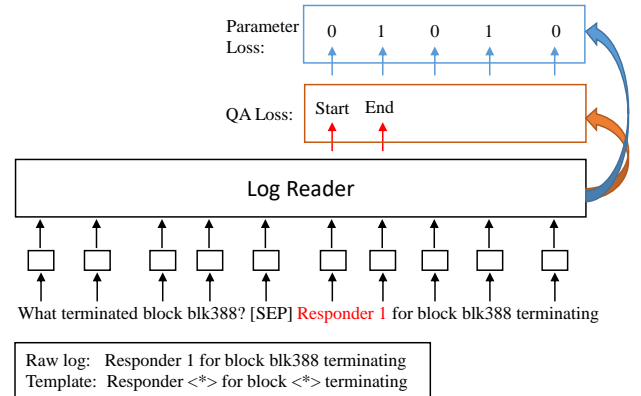 Parameter Loss: 0 1 0 1 0
QA Loss: Start End
Log Reader
What terminated block blk388? [SEP] Responder 1 for block blk388 terminating
Raw log: Responder 1 for block blk388 terminating
Template: Responder <*> for block <*> terminating